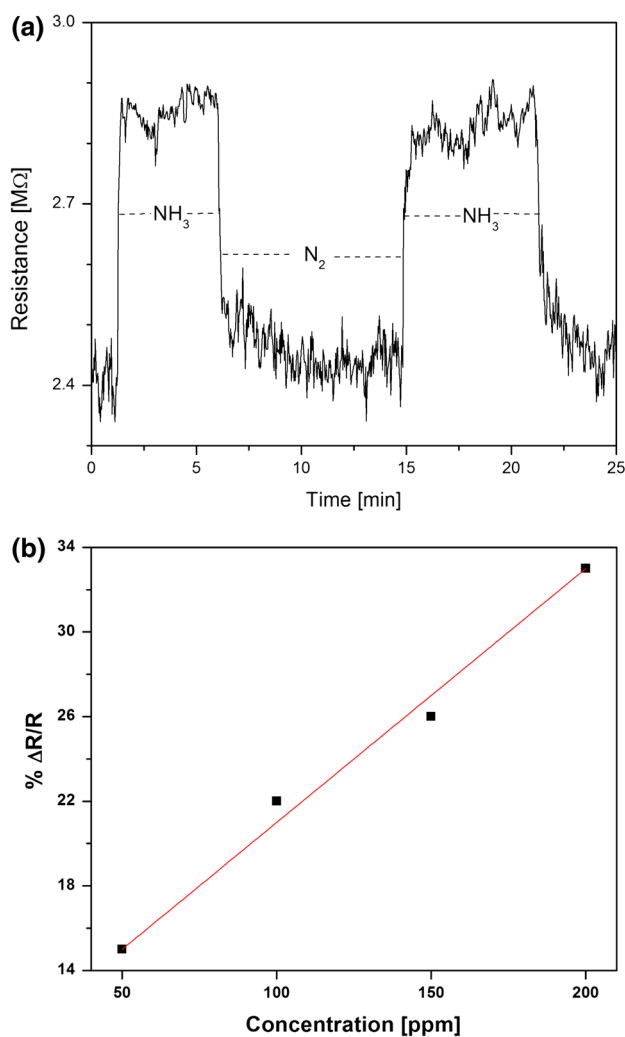 (a)
3.0
2.7
2.4
Resistance [MΩ]
NH3
N2
NH3
0 5 10 15 20 25
Time [min]
(b)
34
30
26
22
18
14
% ΔR/R
50 100 150 200
Concentration [ppm]